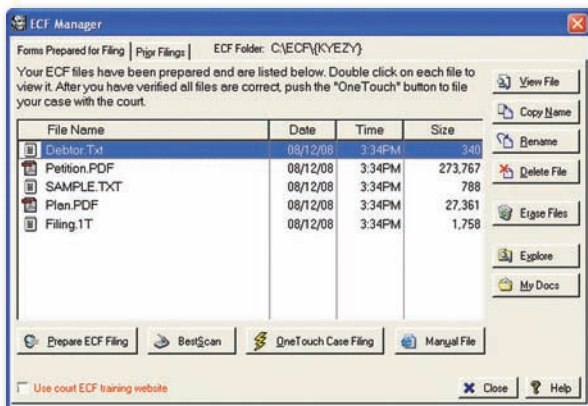 ECF Manager
Forms Prepared for Filing Prior Filings ECF Folder: C:\ECF\{KYEZY}
Your ECF files have been prepared and are listed below. Double click on each file to
view it. After you have verified all files are correct, push the "OneTouch" button to file
your case with the court.
File Name Date Time Size
Debtor.Txt 08/12/08 3:34PM 340
Petition.PDF 08/12/08 3:34PM 273,767
SAMPLE.TXT 08/12/08 3:34PM 788
Plan.PDF 08/12/08 3:34PM 27,361
Filing.1T 08/12/08 3:34PM 1,758
View File
Copy Name
Rename
Delete File
Erase Files
Explore
My Docs
Prepare ECF Filing BestScan OneTouch Case Filing Manual File
Use court ECF training website Close Help